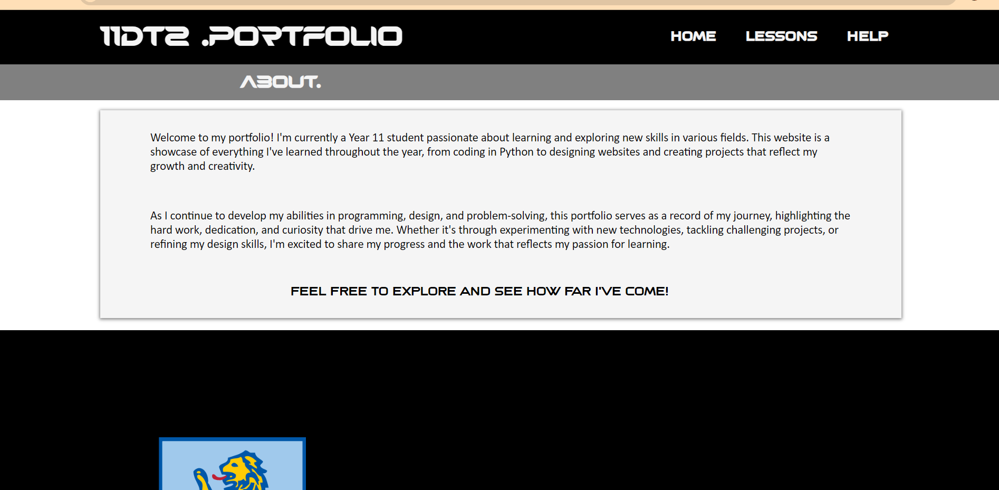 11DT2 .PORTFOLIO
HOME
LESSONS
HELP
ABOUT.
Welcome to my portfolio! I'm currently a Year 11 student passionate about learning and exploring new skills in various fields. This website is a
showcase of everything I've learned throughout the year, from coding in Python to designing websites and creating projects that reflect my
growth and creativity.
As I continue to develop my abilities in programming, design, and problem-solving, this portfolio serves as a record of my journey, highlighting the
hard work, dedication, and curiosity that drive me. Whether it's through experimenting with new technologies, tackling challenging projects, or
refining my design skills, I'm excited to share my progress and the work that reflects my passion for learning.
FEEL FREE TO EXPLORE AND SEE HOW FAR I'VE COME!